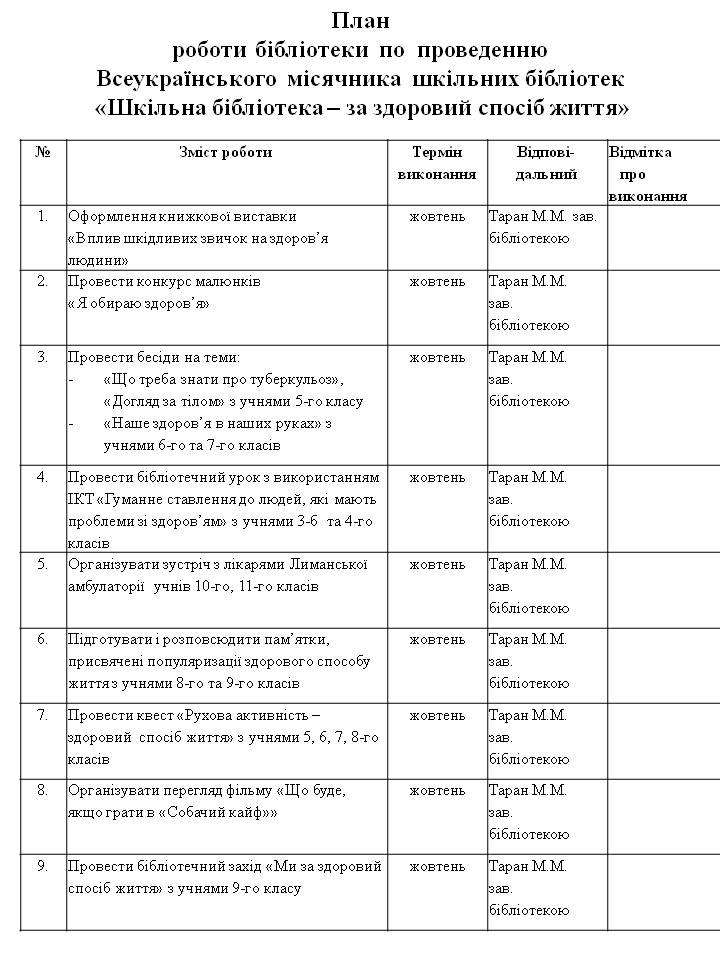 План
роботи бібліотеки по проведенню
Всеукраїнського місячника шкільних бібліотек
«Шкільна бібліотека – за здоровий спосіб життя»
№ Зміст роботи Термін виконання Відпові-дальний Відмітка про виконання
1. Оформлення книжкової виставки жовтень Таран М.М. зав.
«Вплив шкідливих звичок на здоров’я бібліотекою
людини»
2. Провести конкурс малюнків жовтень Таран М.М.
«Я обираю здоров’я» зав.
бібліотекою
3. Провести бесіди на теми: жовтень Таран М.М.
- «Що треба знати про туберкульоз», зав.
«Догляд за тілом» з учнями 5-го класу бібліотекою
- «Наше здоров’я в наших руках» з
учнями 6-го та 7-го класів
4. Провести бібліотечний урок з використанням жовтень Таран М.М.
ІКТ «Гуманне ставлення до людей, які мають зав.
проблеми зі здоров’ям» з учнями 3-б та 4-го бібліотекою
класів
5. Організувати зустріч з лікарями Лиманської жовтень Таран М.М.
амбулаторії учнів 10-го, 11-го класів зав.
бібліотекою
6. Підготувати і розповсюдити пам’ятки, жовтень Таран М.М.
присвячені популяризації здорового способу зав.
життя з учнями 8-го та 9-го класів бібліотекою
7. Провести квест «Рухова активність – жовтень Таран М.М.
здоровий спосіб життя» з учнями 5, 6, 7, 8-го зав.
класів бібліотекою
8. Організувати перегляд фільму «Що буде, жовтень Таран М.М.
якщо грати в «Собачий кайф»» зав.
бібліотекою
9. Провести бібліотечний захід «Ми за здоровий жовтень Таран М.М.
спосіб життя» з учнями 9-го класу зав.
бібліотекою